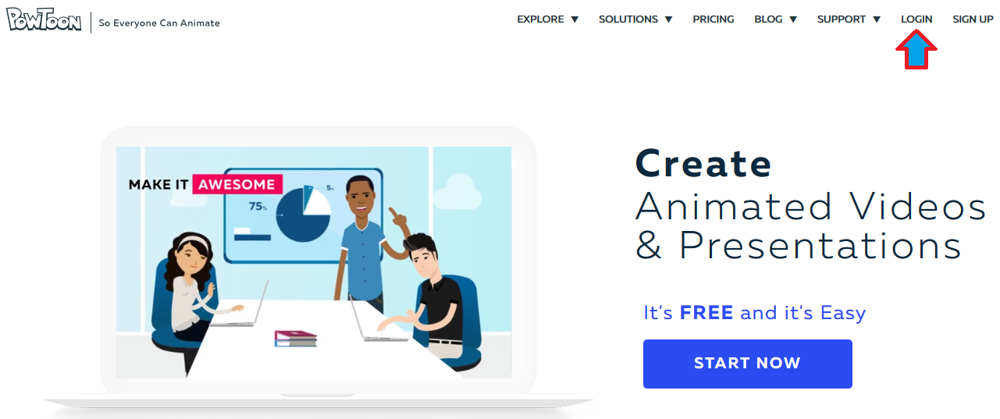 PowToon So Everyone Can Animate EXPLORE ▼ SOLUTIONS ▼ PRICING BLOG ▼ SUPPORT ▼ LOGIN SIGN UP
MAKE IT AWESOME
5%
75%
Create
Animated Videos
& Presentations
It's FREE and it's Easy
START NOW